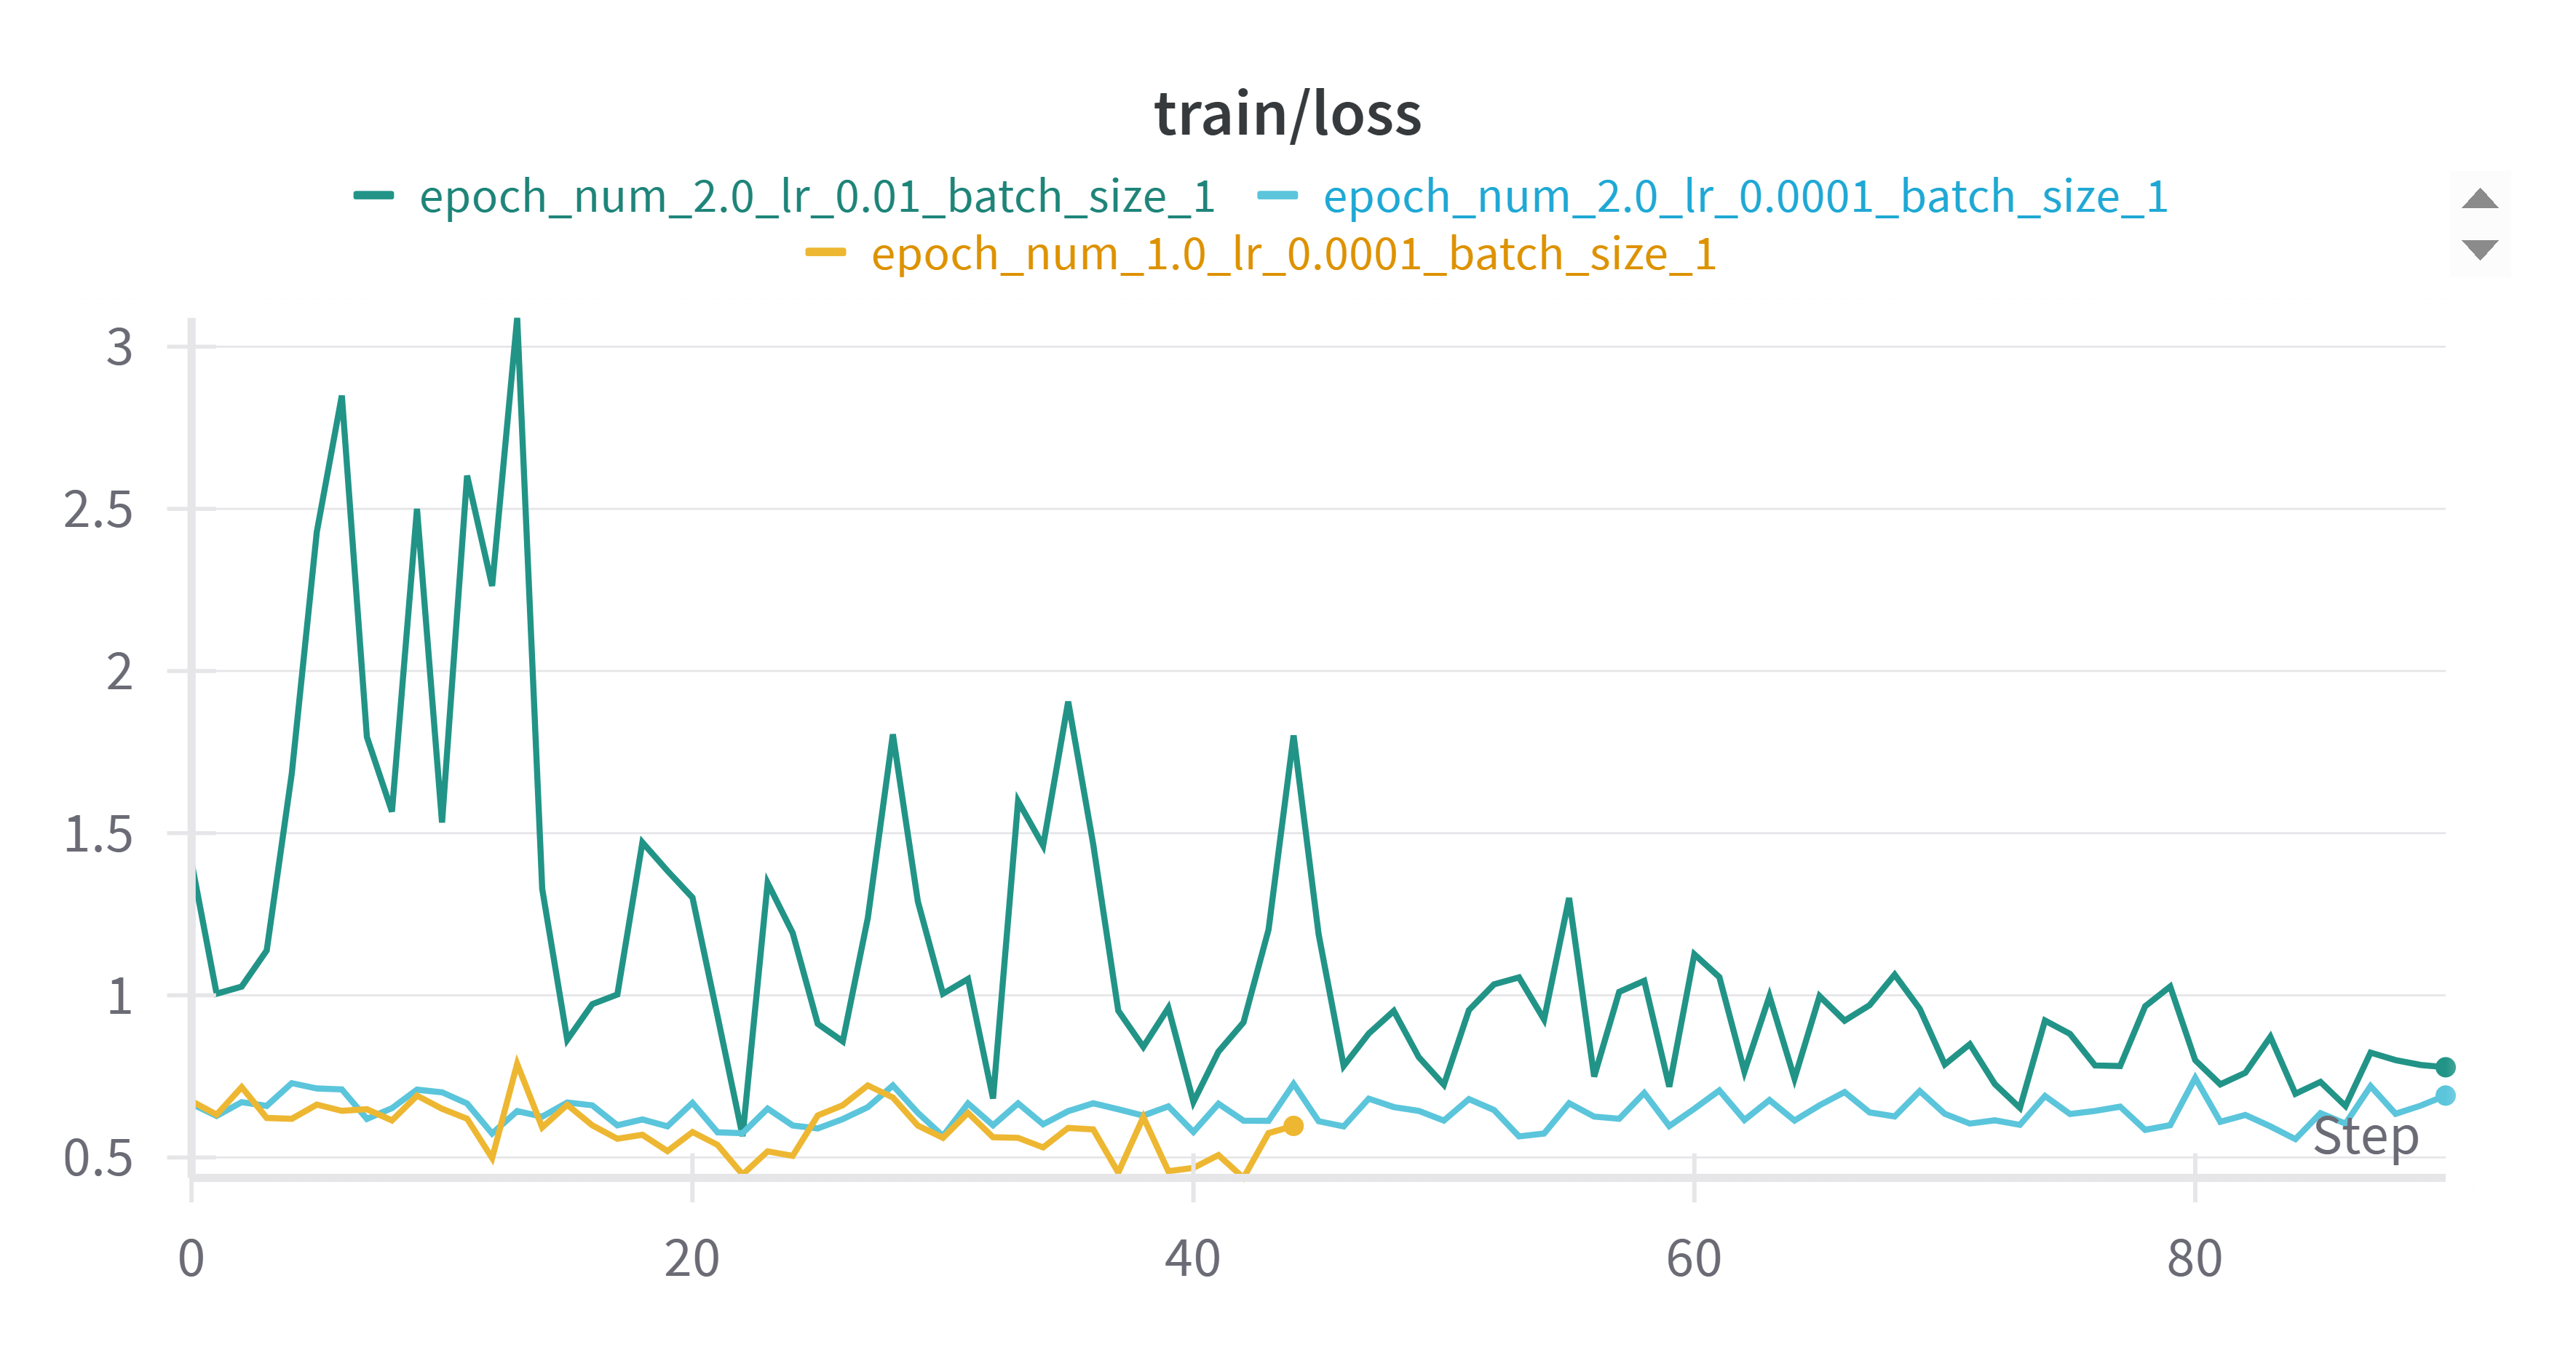 train/loss
epoch_num_2.0_lr_0.01_batch_size_1 epoch_num_2.0_lr_0.0001_batch_size_1
epoch_num_1.0_lr_0.0001_batch_size_1
3
2.5
2
1.5
1
0.5
Step
0 20 40 60 80